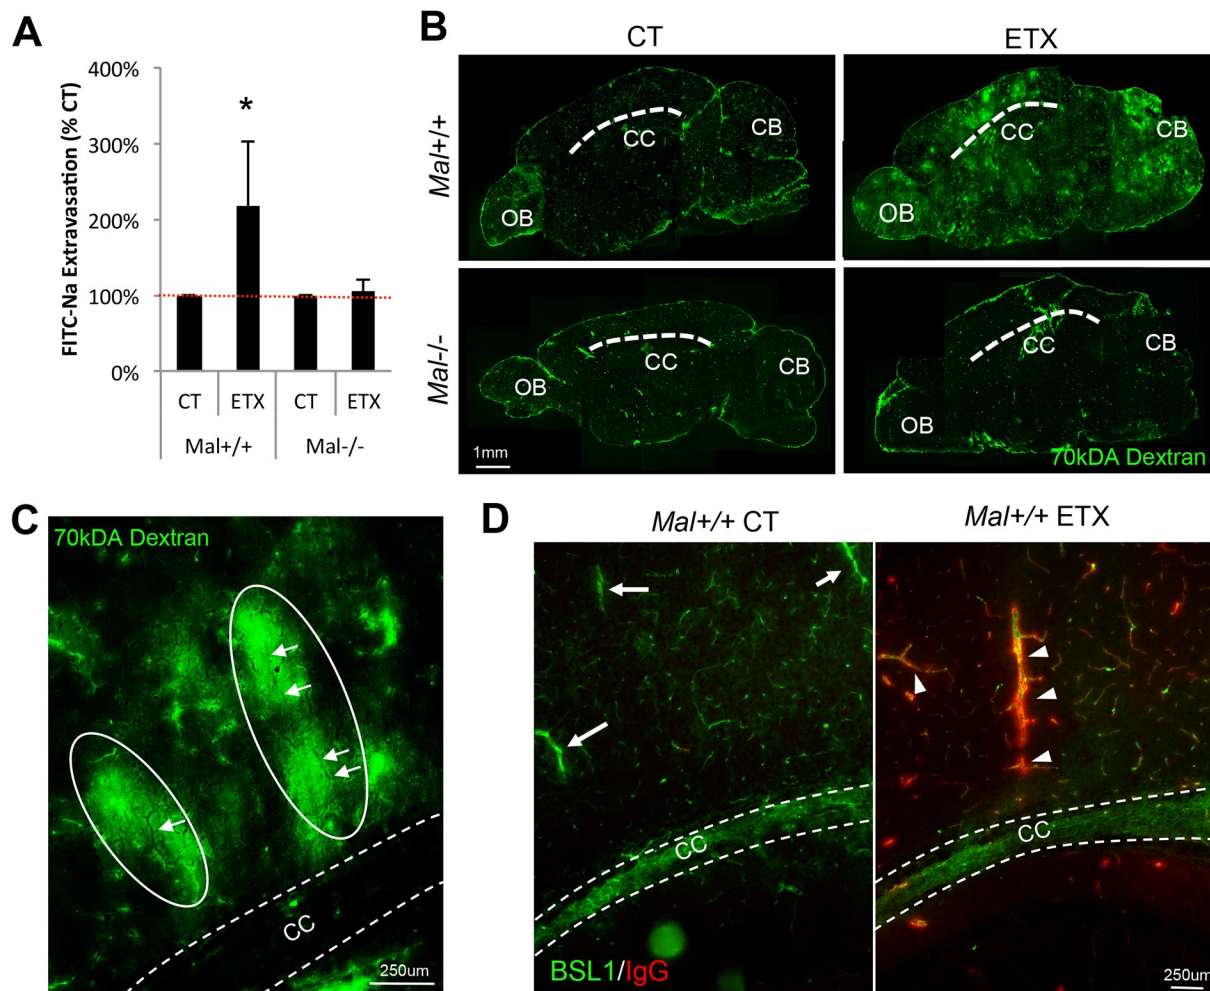 A
FITC-Na Extravasation (% CT)
400%
300%
200%
100%
0%
*
CT ETX CT ETX
Mal+/+ Mal-/-
B
CT ETX
Mal+/+
Mal-/-
OB CC CB
OB CC CB
OB CC CB
OB CC CB
1mm
70kDA Dextran
C
70kDA Dextran
CC
250um
D
Mal+/+ CT
Mal+/+ ETX
CC
CC
BSL1/IgG
250um